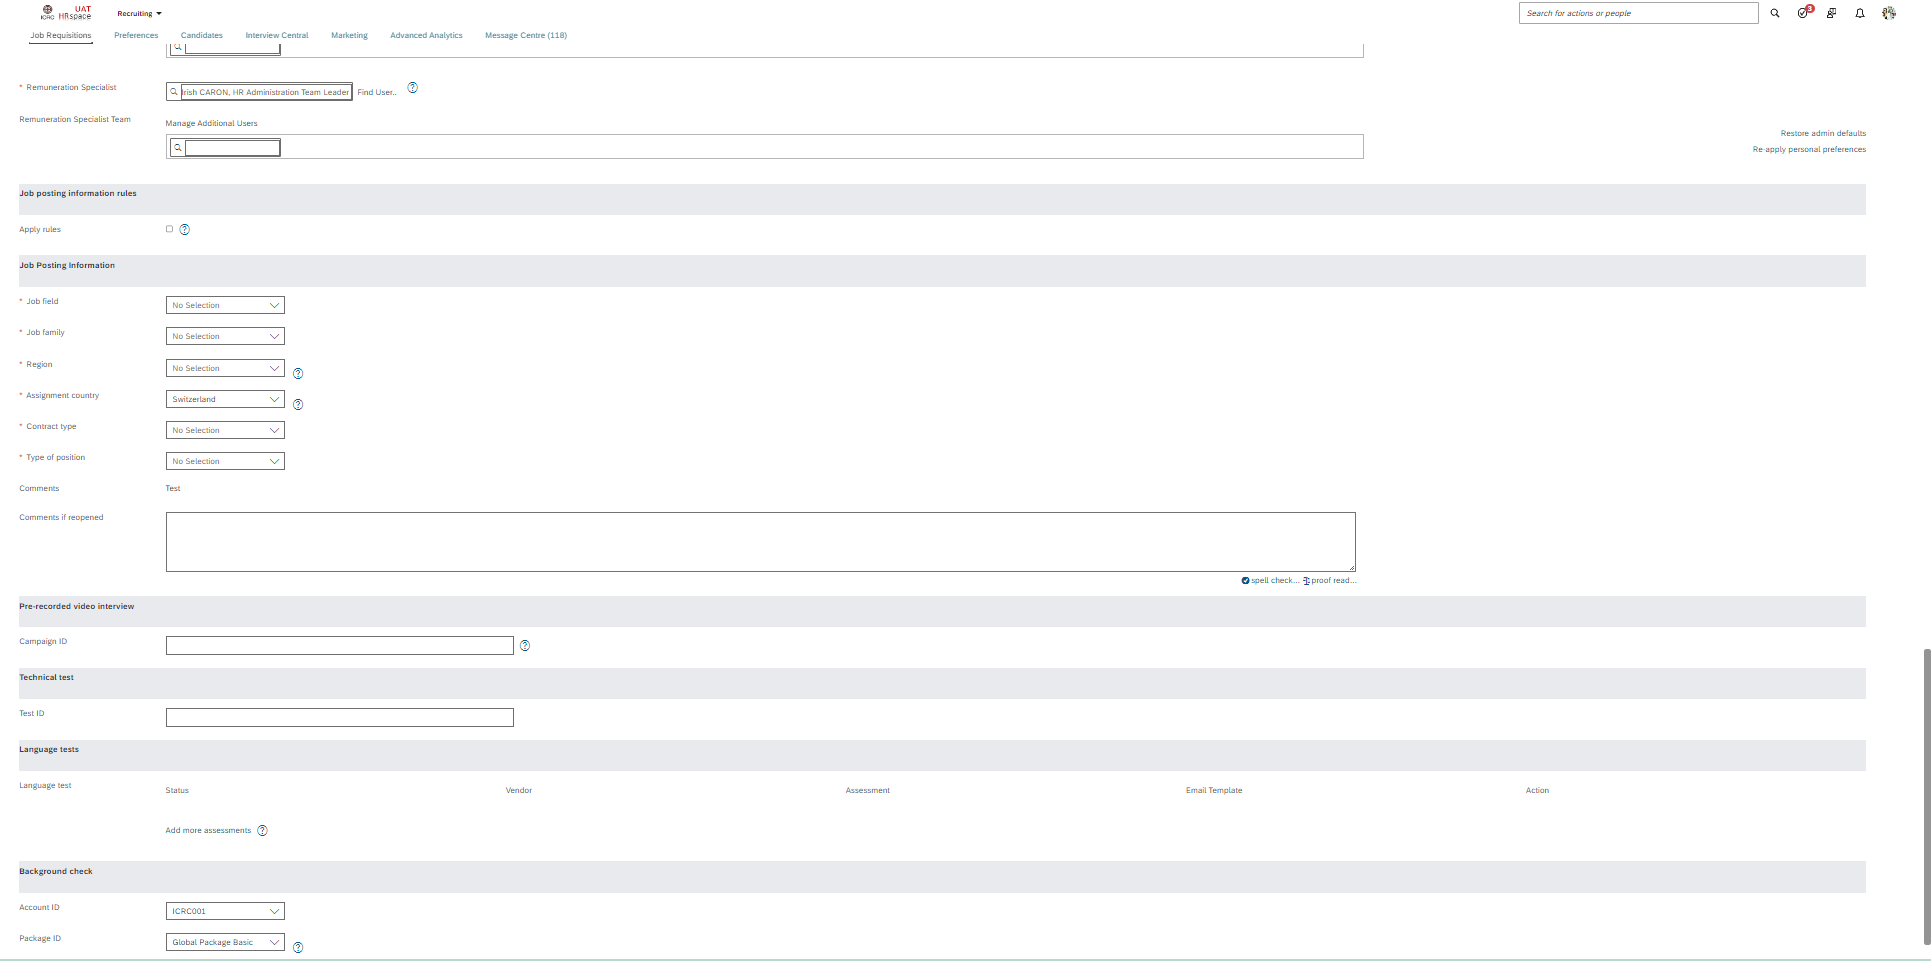 ICRC UAT HRspace Recruiting Search for actions or people 3
Job Requisitions Preferences Candidates Interview Central Marketing Advanced Analytics Message Centre (118)
* Remuneration Specialist Irish CARON, HR Administration Team Leader Find User..
Remuneration Specialist Team Manage Additional Users
Restore admin defaults
Re-apply personal preferences
Job posting information rules
Apply rules
Job Posting Information
* Job field No Selection
* Job family No Selection
* Region No Selection
* Assignment country Switzerland
* Contract type No Selection
* Type of position No Selection
Comments Test
Comments if reopened
spell check... proof read...
Pre-recorded video interview
Campaign ID
Technical test
Test ID
Language tests
Language test Status Vendor Assessment Email Template Action
Add more assessments
Background check
Account ID ICRC001
Package ID Global Package Basic